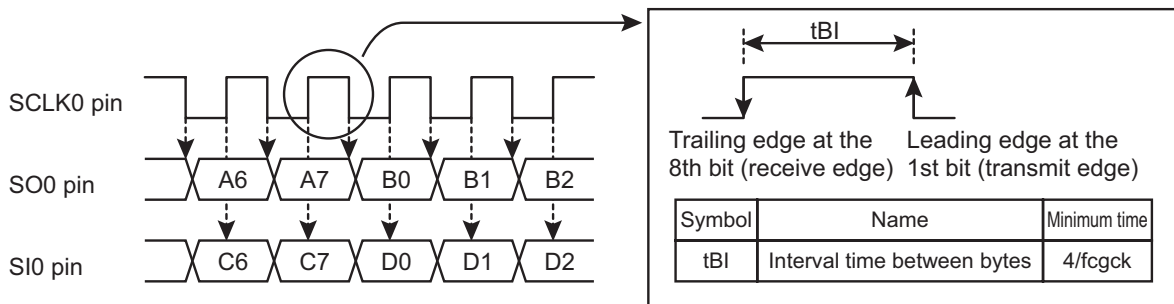 SCLK0 pin
SO0 pin
A6 A7 B0 B1 B2
SI0 pin
C6 C7 D0 D1 D2
tBI
Trailing edge at the
8th bit (receive edge)
Leading edge at the
1st bit (transmit edge)
Symbol Name Minimum time
tBI Interval time between bytes 4/fcgck